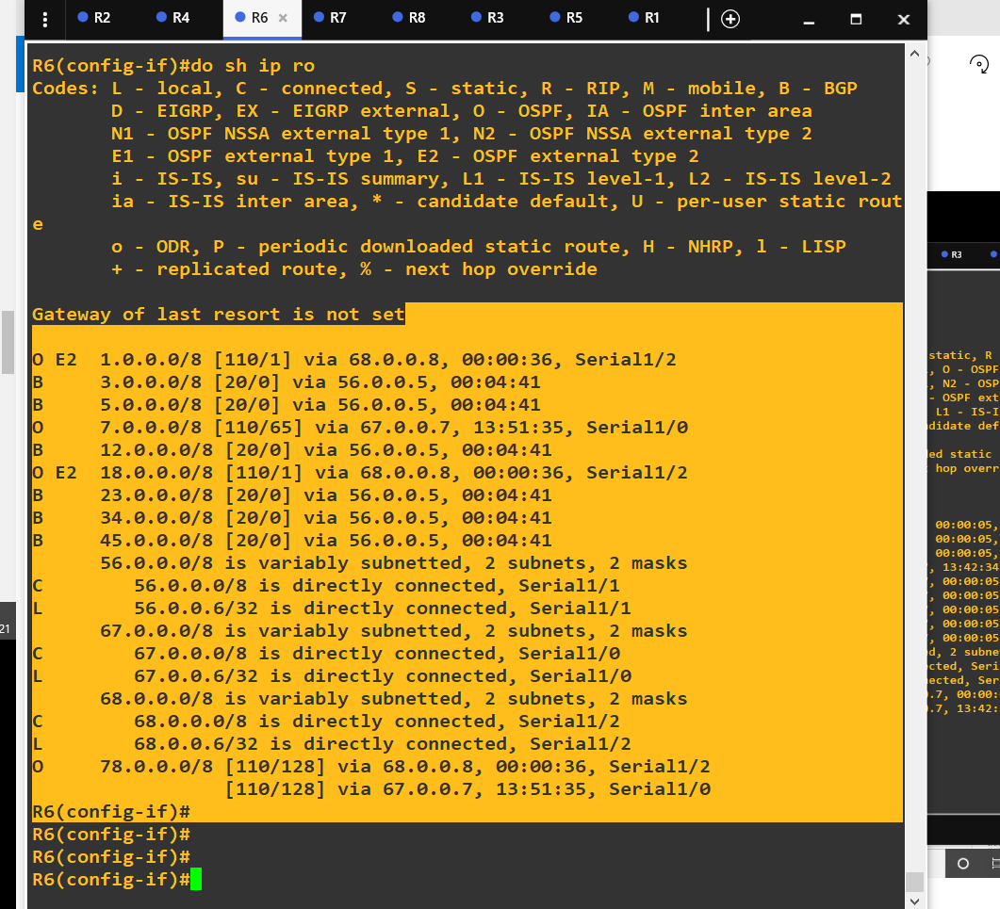 R2 R4 R6 R7 R8 R3 R5 R1
R6(config-if)#do sh ip ro
Codes: L - local, C - connected, S - static, R - RIP, M - mobile, B - BGP
D - EIGRP, EX - EIGRP external, O - OSPF, IA - OSPF inter area
N1 - OSPF NSSA external type 1, N2 - OSPF NSSA external type 2
E1 - OSPF external type 1, E2 - OSPF external type 2
i - IS-IS, su - IS-IS summary, L1 - IS-IS level-1, L2 - IS-IS level-2
ia - IS-IS inter area, * - candidate default, U - per-user static rout
e
o - ODR, P - periodic downloaded static route, H - NHRP, l - LISP
+ - replicated route, % - next hop override
Gateway of last resort is not set
O E2 1.0.0.0/8 [110/1] via 68.0.0.8, 00:00:36, Serial1/2
B 3.0.0.0/8 [20/0] via 56.0.0.5, 00:04:41
B 5.0.0.0/8 [20/0] via 56.0.0.5, 00:04:41
O 7.0.0.0/8 [110/65] via 67.0.0.7, 13:51:35, Serial1/0
B 12.0.0.0/8 [20/0] via 56.0.0.5, 00:04:41
O E2 18.0.0.0/8 [110/1] via 68.0.0.8, 00:00:36, Serial1/2
B 23.0.0.0/8 [20/0] via 56.0.0.5, 00:04:41
B 34.0.0.0/8 [20/0] via 56.0.0.5, 00:04:41
B 45.0.0.0/8 [20/0] via 56.0.0.5, 00:04:41
56.0.0.0/8 is variably subnetted, 2 subnets, 2 masks
C 56.0.0.0/8 is directly connected, Serial1/1
L 56.0.0.6/32 is directly connected, Serial1/1
67.0.0.0/8 is variably subnetted, 2 subnets, 2 masks
C 67.0.0.0/8 is directly connected, Serial1/0
L 67.0.0.6/32 is directly connected, Serial1/0
68.0.0.0/8 is variably subnetted, 2 subnets, 2 masks
C 68.0.0.0/8 is directly connected, Serial1/2
L 68.0.0.6/32 is directly connected, Serial1/2
O 78.0.0.0/8 [110/128] via 68.0.0.8, 00:00:36, Serial1/2
[110/128] via 67.0.0.7, 13:51:35, Serial1/0
R6(config-if)#
R6(config-if)#
R6(config-if)#
R6(config-if)#
21
R3
static, R
, O - OSPF
, N2 - OSP
- OSPF ext
L1 - IS-I
didate def
ed static
hop overr
00:00:05,
00:00:05,
00:00:05,
, 13:42:34
, 00:00:05
, 00:00:05
, 00:00:05
, 00:00:05
, 00:00:05
d, 2 subne
cted, Seri
ected, Ser
.7, 00:00:
.7, 13:42: